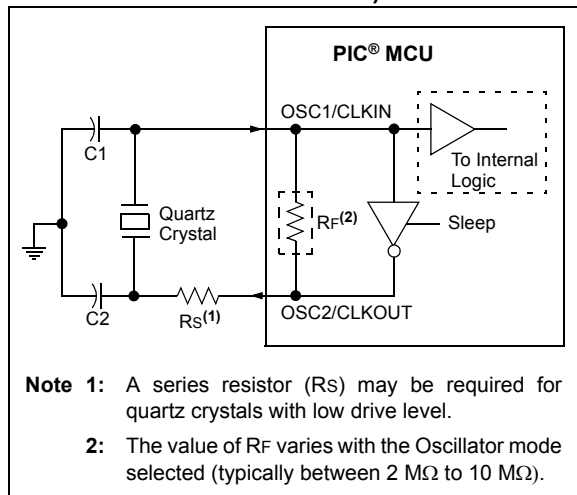 PIC® MCU
OSC1/CLKIN
C1
To Internal
Logic
Quartz
Crystal
RF(2)
Sleep
C2
RS(1)
OSC2/CLKOUT
Note 1: A series resistor (RS) may be required for
quartz crystals with low drive level.
2: The value of RF varies with the Oscillator mode
selected (typically between 2 MΩ to 10 MΩ).